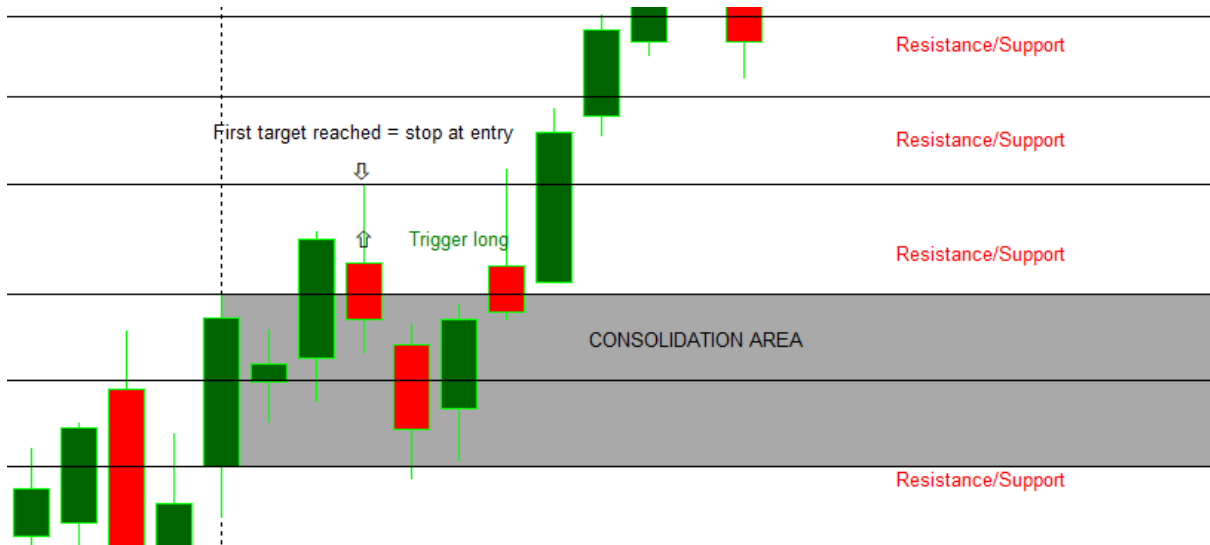 Resistance/Support
First target reached = stop at entry
Resistance/Support
Trigger long
Resistance/Support
CONSOLIDATION AREA
Resistance/Support